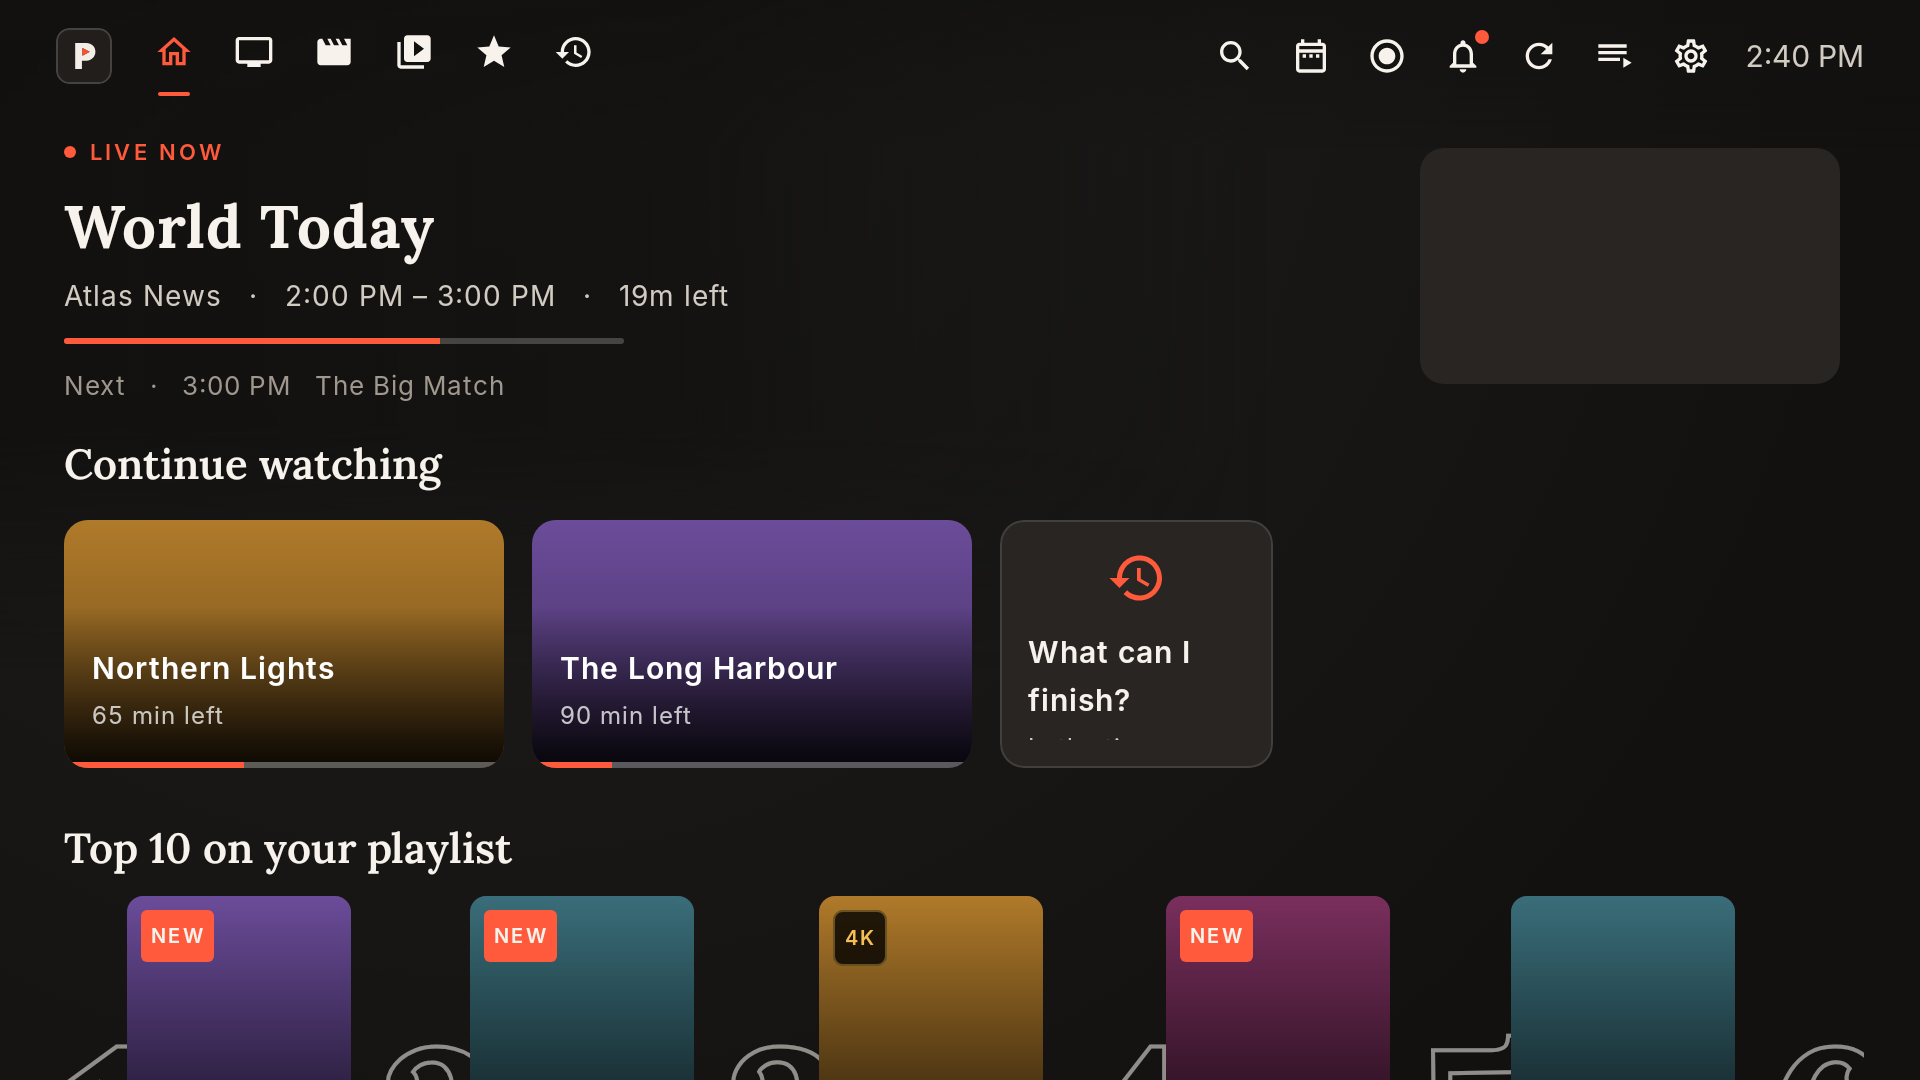 P
2:40 PM
LIVE NOW
World Today
Atlas News · 2:00 PM – 3:00 PM · 19m left
Next · 3:00 PM The Big Match
Continue watching
Northern Lights
65 min left
The Long Harbour
90 min left
What can I
finish?
Top 10 on your playlist
NEW
NEW
4K
NEW